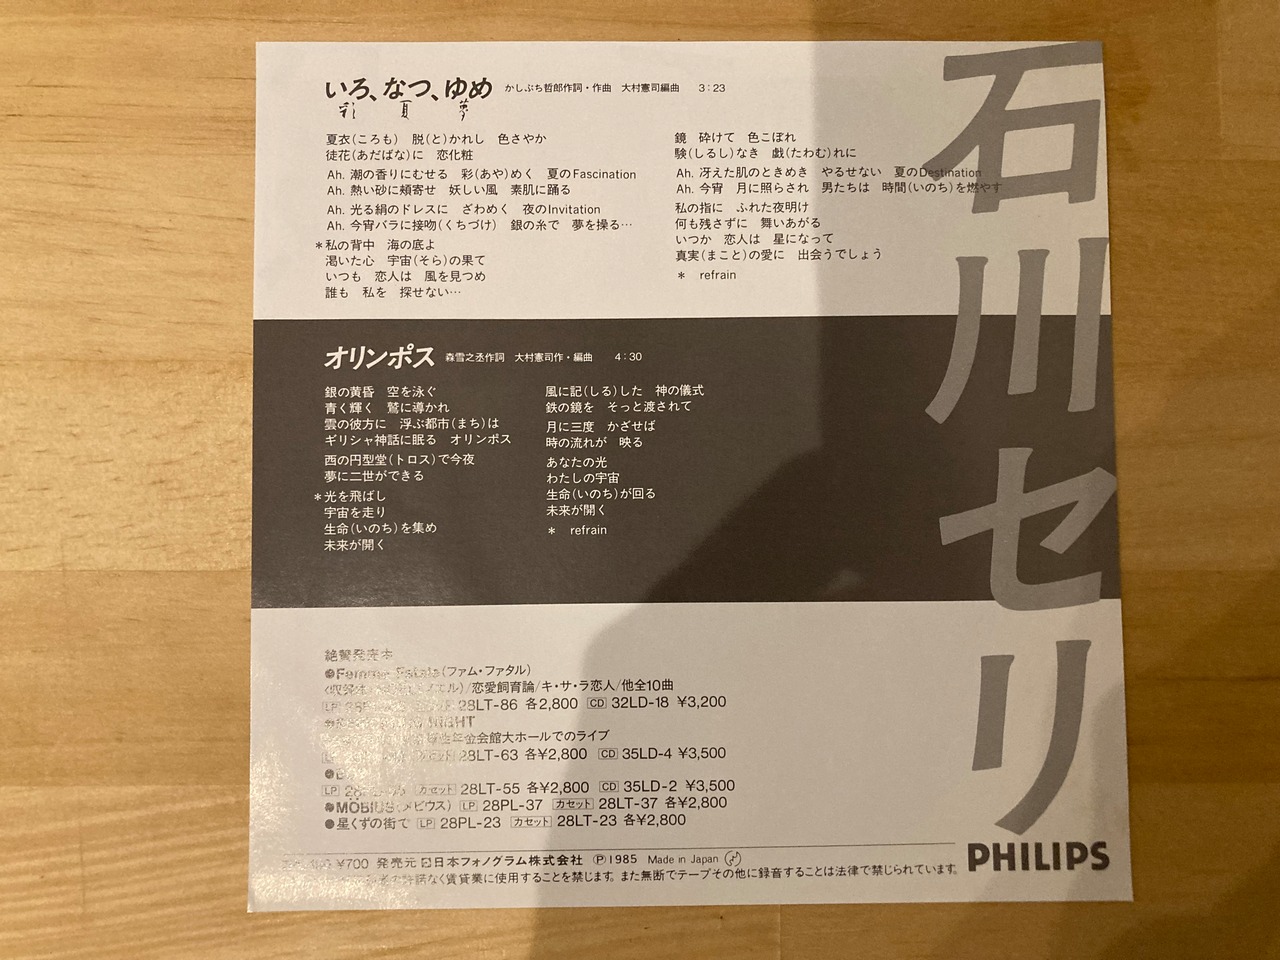 いろ、なつ、ゆめ かしぶち哲郎作詞・作曲 大村憲司編曲 3:23
彩 夏 夢
夏衣(ころも) 脱(と)かれし 色さやか
徒花(あだばな)に 恋化粧
Ah. 潮の香りにむせる 彩(あや)めく 夏のFascination
Ah. 熱い砂に頬寄せ 妖しい風 素肌に踊る
Ah. 光る絹のドレスに ざわめく 夜のInvitation
Ah. 今宵バラに接吻(くちづけ) 銀の糸で 夢を操る…
＊私の背中 海の底よ
渇いた心 宇宙(そら)の果て
いつも 恋人は 風を見つめ
誰も 私を 探せない…
鏡 砕けて 色こぼれ
験(しるし)なき 戯(たわむ)れに
Ah. 冴えた肌のときめき やるせない 夏のDestination
Ah. 今宵 月に照らされ 男たちは 時間(いのち)を燃やす
私の指に ふれた夜明け
何も残さずに 舞いあがる
いつか 恋人は 星になって
真実(まこと)の愛に 出会うでしょう
＊ refrain
オリンポス 森雪之丞作詞 大村憲司作・編曲 4:30
銀の黄昏 空を泳ぐ
青く輝く 鷲に導かれ
雲の彼方に 浮ぶ都市(まち)は
ギリシャ神話に眠る オリンポス
西の円型堂(トロス)で今夜
夢に二世ができる
＊光を飛ばし
宇宙を走り
生命(いのち)を集め
未来が開く
風に記(しる)した 神の儀式
鉄の鏡を そっと渡されて
月に三度 かざせば
時の流れが 映る
あなたの光
わたしの宇宙
生命(いのち)が回る
未来が開く
＊ refrain
石川セリ
絶賛発売中
●Femme Fatale(ファム・ファタル)
/恋愛飼育論/キ・サ・ラ恋人/他全10曲
LP 28LT-86 各2,800 CD 32LD-18 ¥3,200
NIGHT
年金会館大ホールでのライブ
28LT-63 各¥2,800 CD 35LD-4 ¥3,500
●
LP カセット 28LT-55 各¥2,800 CD 35LD-2 ¥3,500
●MÖBIUS(メビウス) LP 28PL-37 カセット 28LT-37 各¥2,800
●星くずの街で LP 28PL-23 カセット 28LT-23 各¥2,800
¥700 発売元 日本フォノグラム株式会社 Ⓟ1985 Made in Japan
許諾なく賃貸業に使用することを禁じます。また無断でテープその他に録音することは法律で禁じられています。
PHILIPS